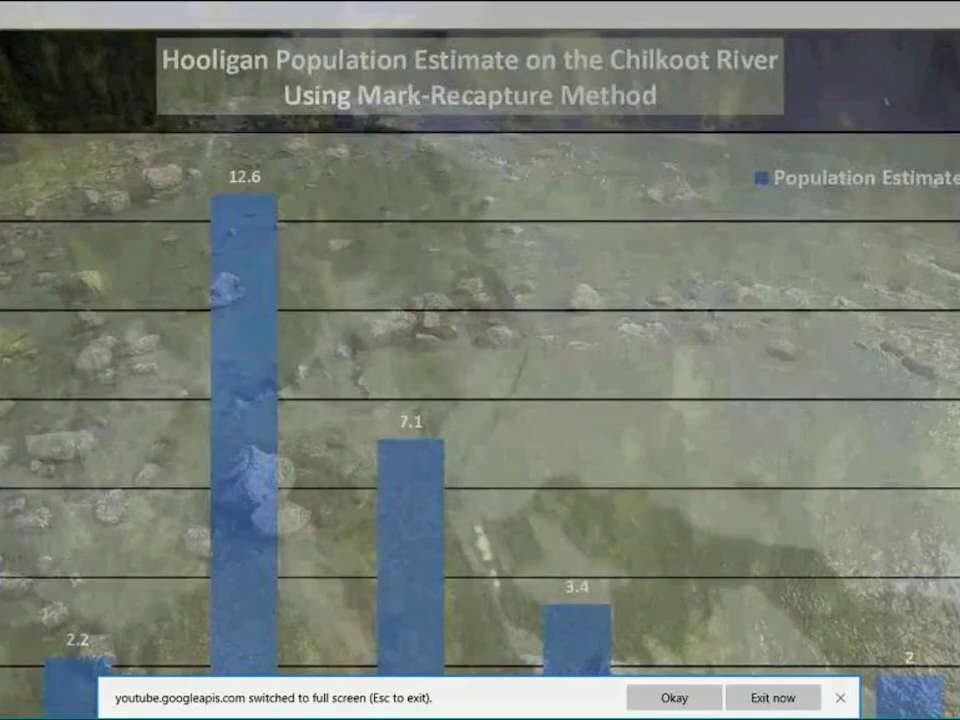 Hooligan Population Estimate on the Chilkoot River
Using Mark-Recapture Method
Population Estimate
12.6
7.1
3.4
2.2
2
youtube.googleapis.com switched to full screen (Esc to exit).
Okay
Exit now